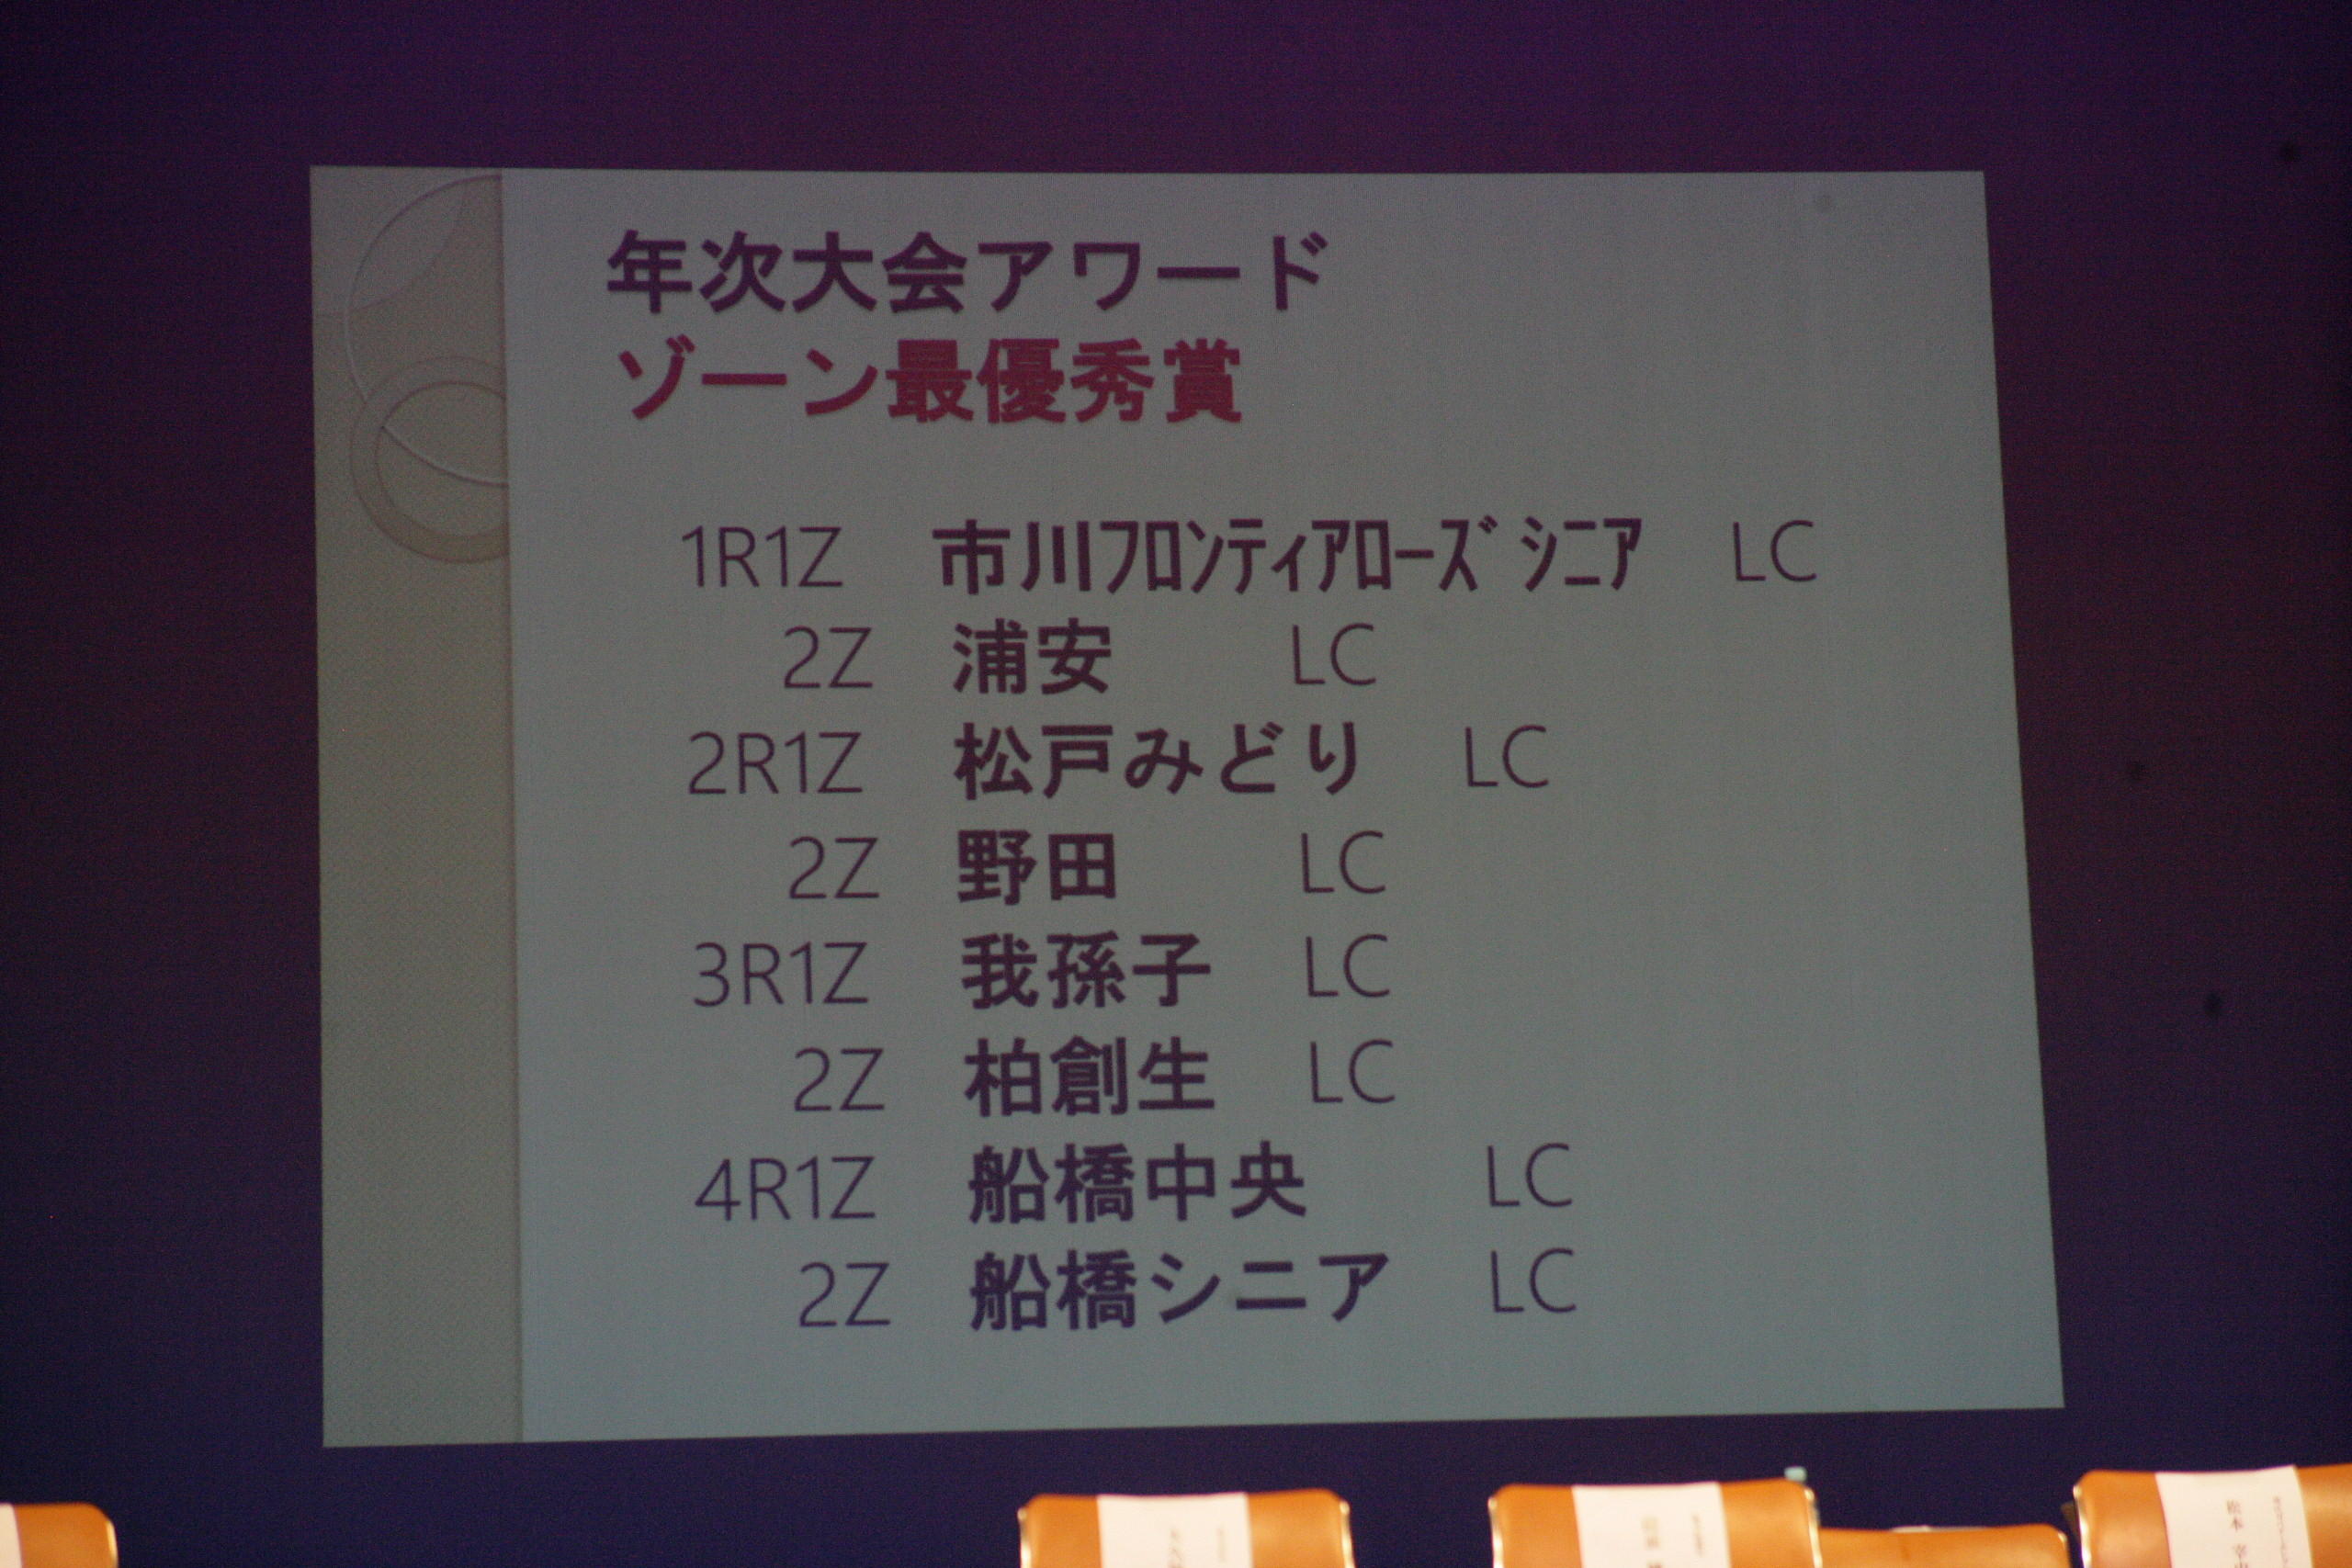 年次大会アワード
ゾーン最優秀賞
1R1Z 市川ﾌﾛﾝﾃｨｱﾛｰｽﾞｼﾆｱ LC
2Z 浦安 LC
2R1Z 松戸みどり LC
2Z 野田 LC
3R1Z 我孫子 LC
2Z 柏創生 LC
4R1Z 船橋中央 LC
2Z 船橋シニア LC